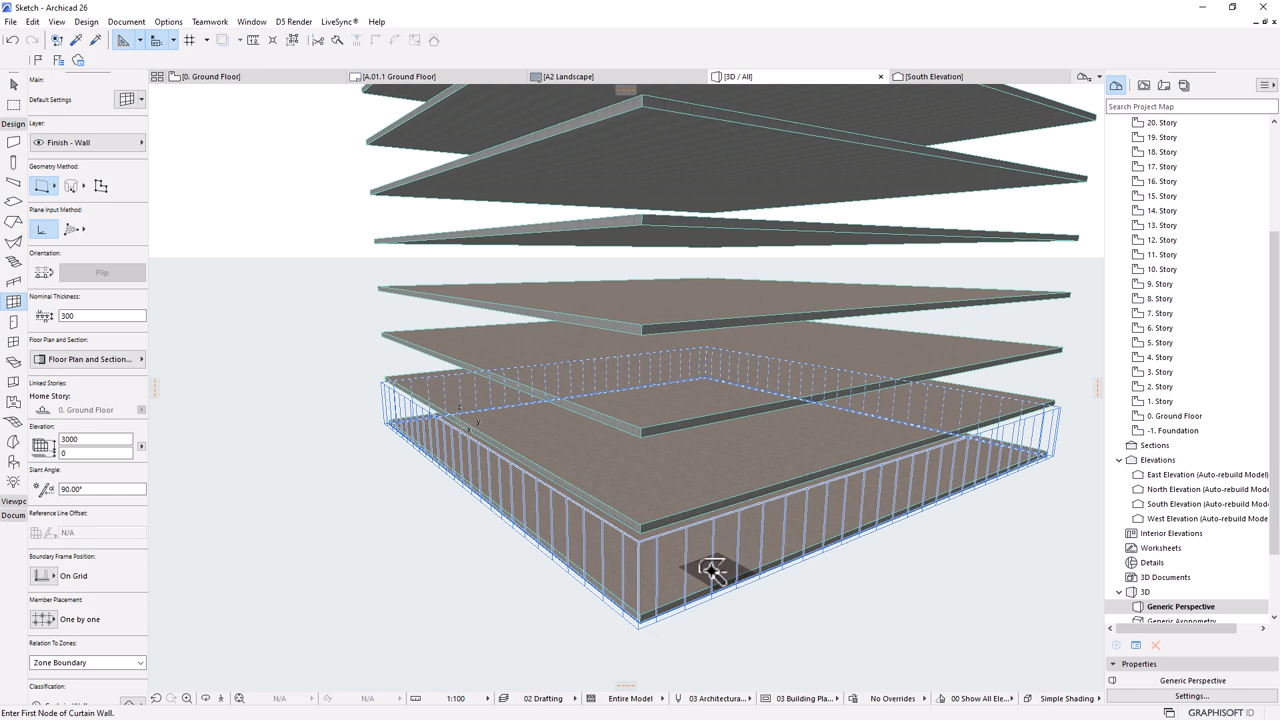 Sketch - Archicad 26
File Edit View Design Document Options Teamwork Window D5 Render LiveSync® Help
[0. Ground Floor] [A.01.1 Ground Floor] [A2 Landscape] [3D / All] [South Elevation]
Main:
Default Settings
Design
Layer:
Finish - Wall
Geometry Method:
Plane Input Method:
Orientation:
Flip
Nominal Thickness:
300
Floor Plan and Section:
Floor Plan and Section...
Linked Stories:
Home Story:
0. Ground Floor
Elevation:
3000
0
Slant Angle:
90.00°
Viewpc
Reference Line Offset:
Docum
N/A
Boundary Frame Position:
On Grid
Member Placement:
One by one
Relation To Zones:
Zone Boundary
Classification:
z
y
x
Search Project Map
20. Story
19. Story
18. Story
17. Story
16. Story
15. Story
14. Story
13. Story
12. Story
11. Story
10. Story
9. Story
8. Story
7. Story
6. Story
5. Story
4. Story
3. Story
2. Story
1. Story
0. Ground Floor
-1. Foundation
Sections
Elevations
East Elevation (Auto-rebuild Model)
North Elevation (Auto-rebuild Mode
South Elevation (Auto-rebuild Mode
West Elevation (Auto-rebuild Mode
Interior Elevations
Worksheets
Details
3D Documents
3D
Generic Perspective
Generic Axonometry
Properties
Generic Perspective
Settings...
N/A N/A 1:100 02 Drafting Entire Model 03 Architectura... 03 Building Pla... No Overrides 00 Show All Ele... Simple Shading
Enter First Node of Curtain Wall.
GRAPHISOFT ID